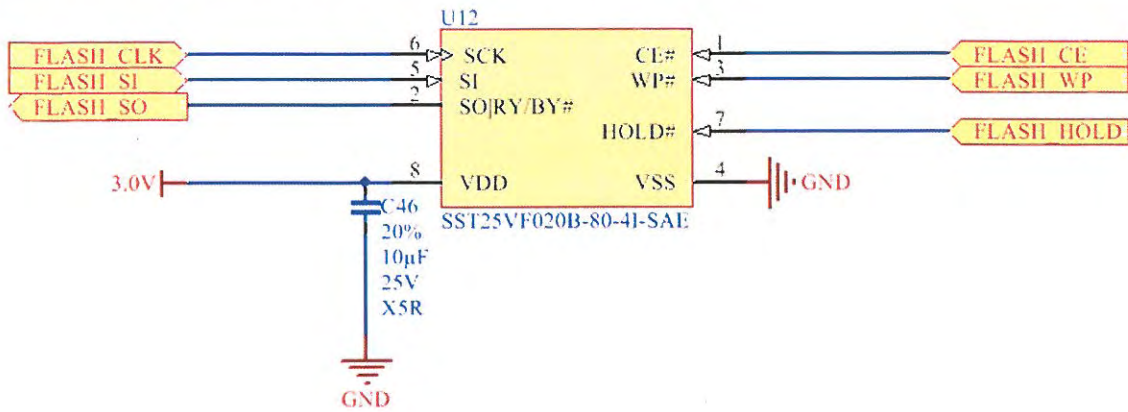 U12
FLASH_CLK 6 SCK CE# 1 FLASH_CE
FLASH_SI 5 SI WP# 3 FLASH_WP
FLASH_SO 2 SO|RY/BY#
HOLD# 7 FLASH_HOLD
3.0V 8 VDD VSS 4 GND
C46
SST25VF020B-80-4I-SAE
20%
10µF
25V
X5R
GND